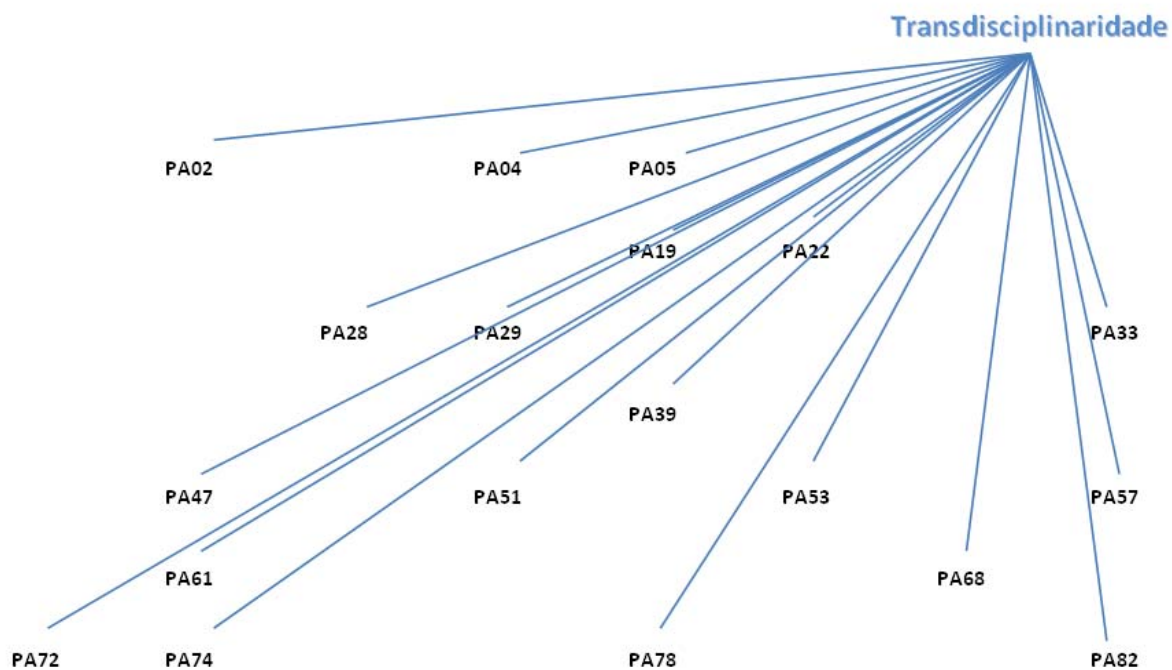 Transdisciplinaridade
PA02 PA04 PA05
PA19 PA22
PA28 PA29 PA33
PA39
PA47 PA51 PA53 PA57
PA61 PA68
PA72 PA74 PA78 PA82